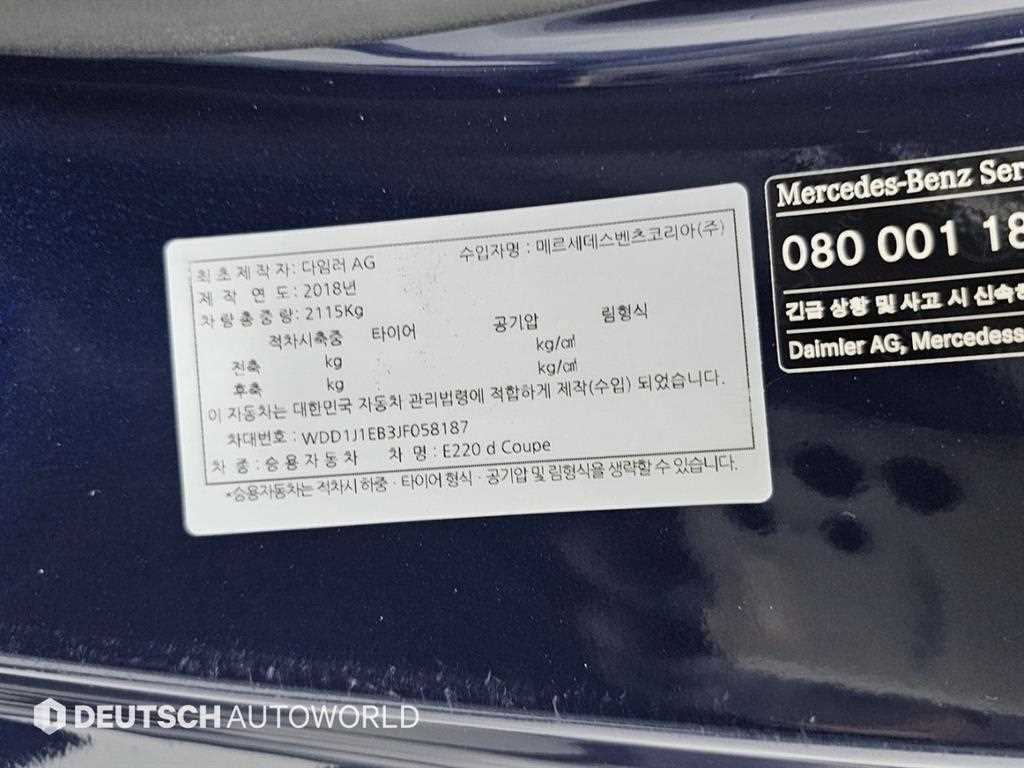 최초제작자: 다임러 AG 수입자명 : 메르세데스벤츠코리아(주)
제 작 연 도: 2018년
차량총중량: 2115Kg
적차시축중 타이어 공기압 림형식
전축 kg kg/㎠
후축 kg kg/㎠
이 자동차는 대한민국 자동차 관리법령에 적합하게 제작(수입) 되었습니다.
차대번호 : WDD1J1EB3JF058187
차 종 : 승용자동차 차 명 : E220 d Coupe
*승용자동차는 적차시 하중 · 타이어 형식 · 공기압 및 림형식을 생략할 수 있습니다.
Mercedes-Benz Ser
080 001 18
긴급 상황 및 사고 시 신속하
Daimler AG, Mercedess
DEUTSCH AUTOWORLD